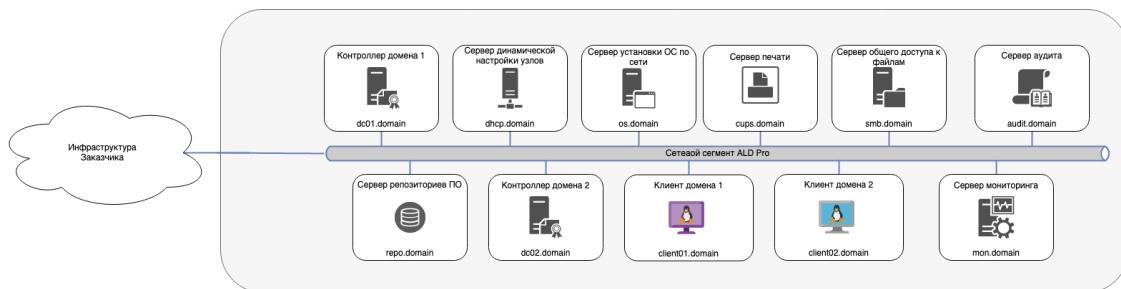 Контроллер домена 1
dc01.domain
Сервер динамической
настройки узлов
dhcp.domain
Сервер установки ОС по
сети
os.domain
Сервер печати
cups.domain
Сервер общего доступа к
файлам
smb.domain
Сервер аудита
audit.domain
Инфраструктура
Заказчика
Сетеаой сегмент ALD Pro
Сервер репозиториев ПО
repo.domain
Контроллер домена 2
dc02.domain
Клиент домена 1
client01.domain
Клиент домена 2
client02.domain
Сервер мониторинга
mon.domain